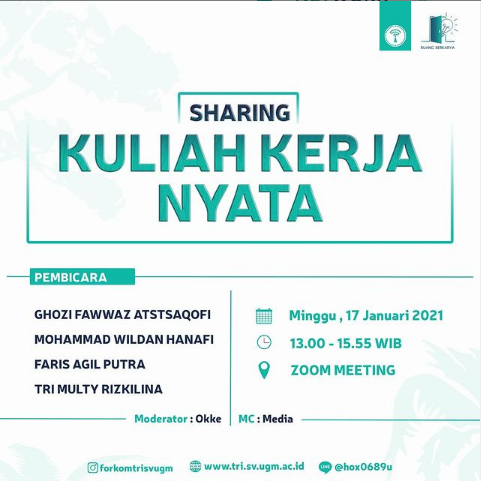 RUANG BERKARYA
SHARING
KULIAH KERJA
NYATA
PEMBICARA
GHOZI FAWWAZ ATSTSAQOFI
MOHAMMAD WILDAN HANAFI
FARIS AGIL PUTRA
TRI MULTY RIZKILINA
Minggu , 17 Januari 2021
13.00 - 15.55 WIB
ZOOM MEETING
Moderator : Okke
MC : Media
forkomtrisvugm
www.tri.sv.ugm.ac.id
@hox0689u